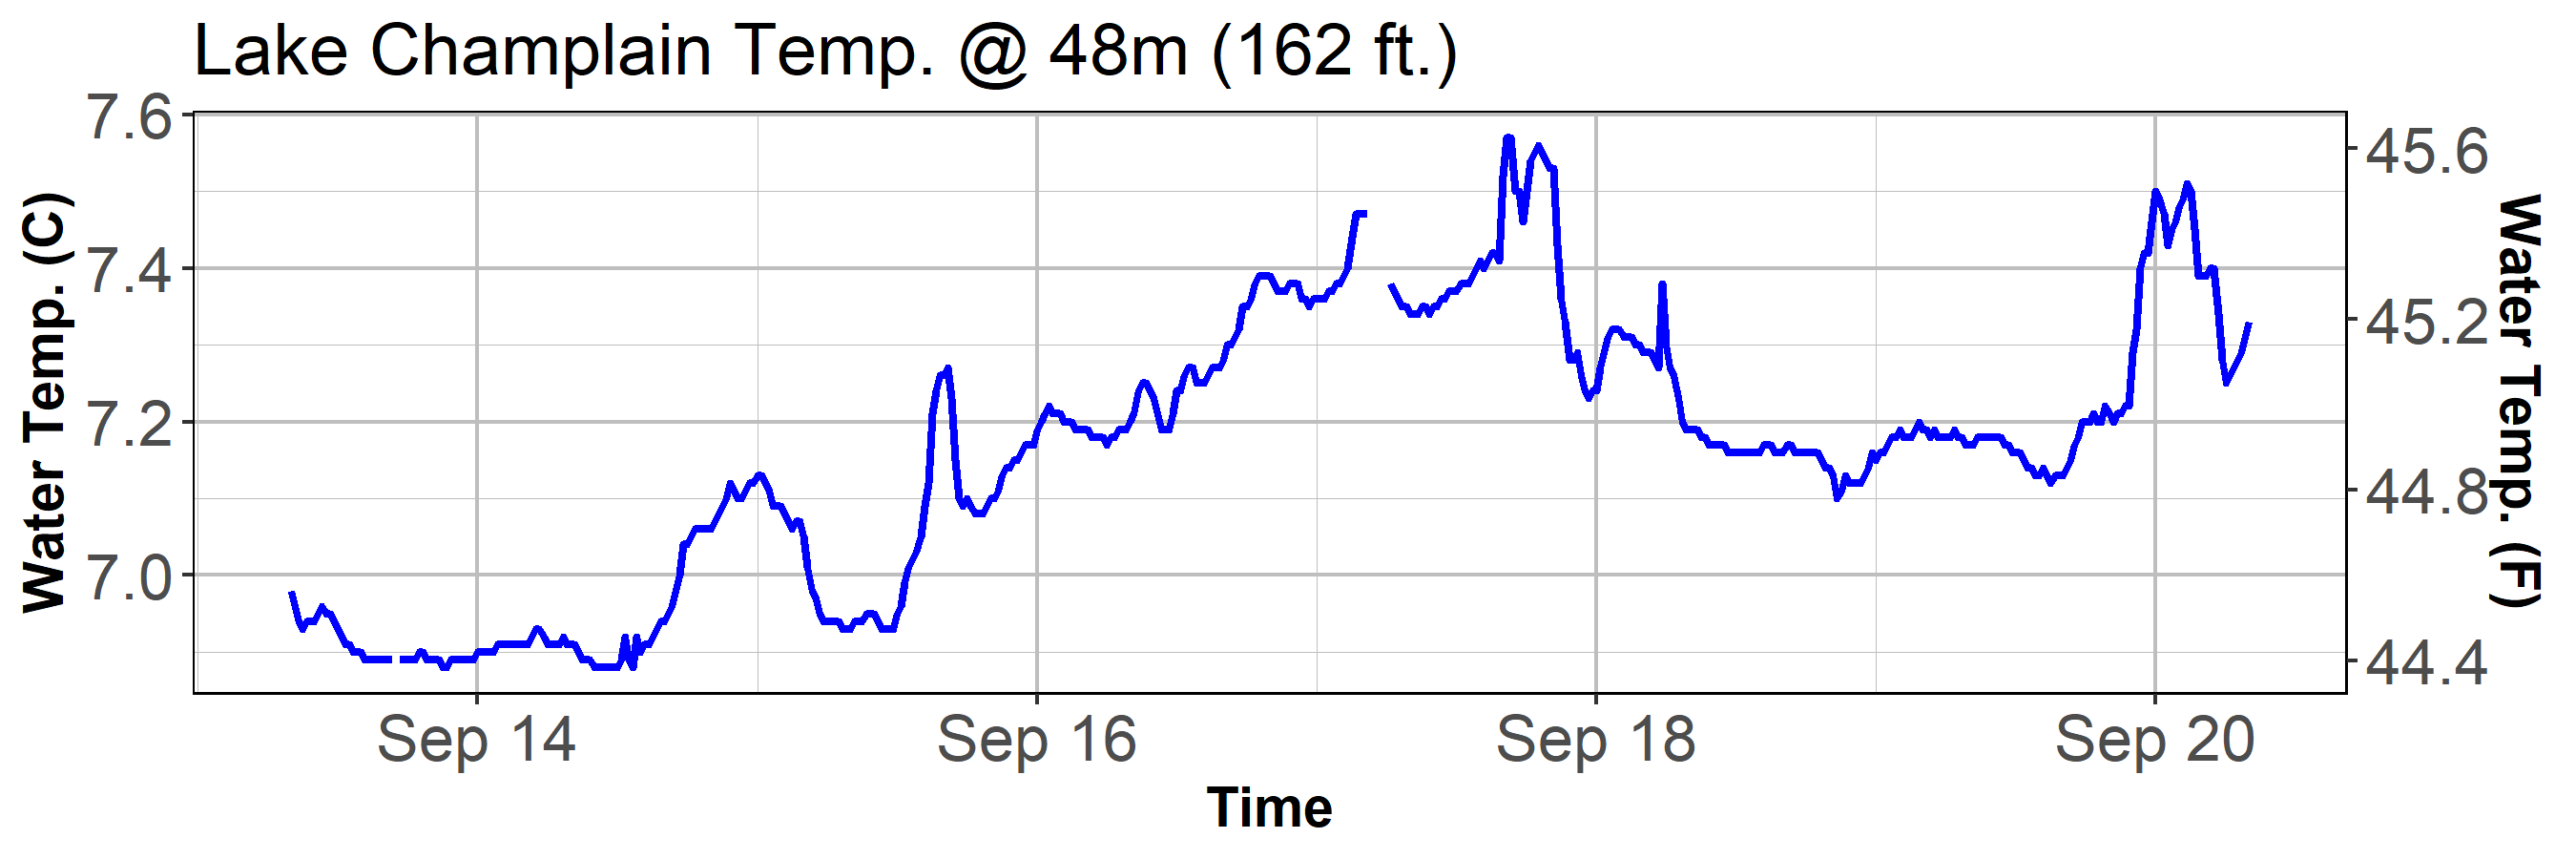 Lake Champlain Temp. @ 48m (162 ft.)
Water Temp. (C)
7.6
7.4
7.2
7.0
45.6
45.2
44.8
44.4
Water Temp. (F)
Sep 14 Sep 16 Sep 18 Sep 20
Time